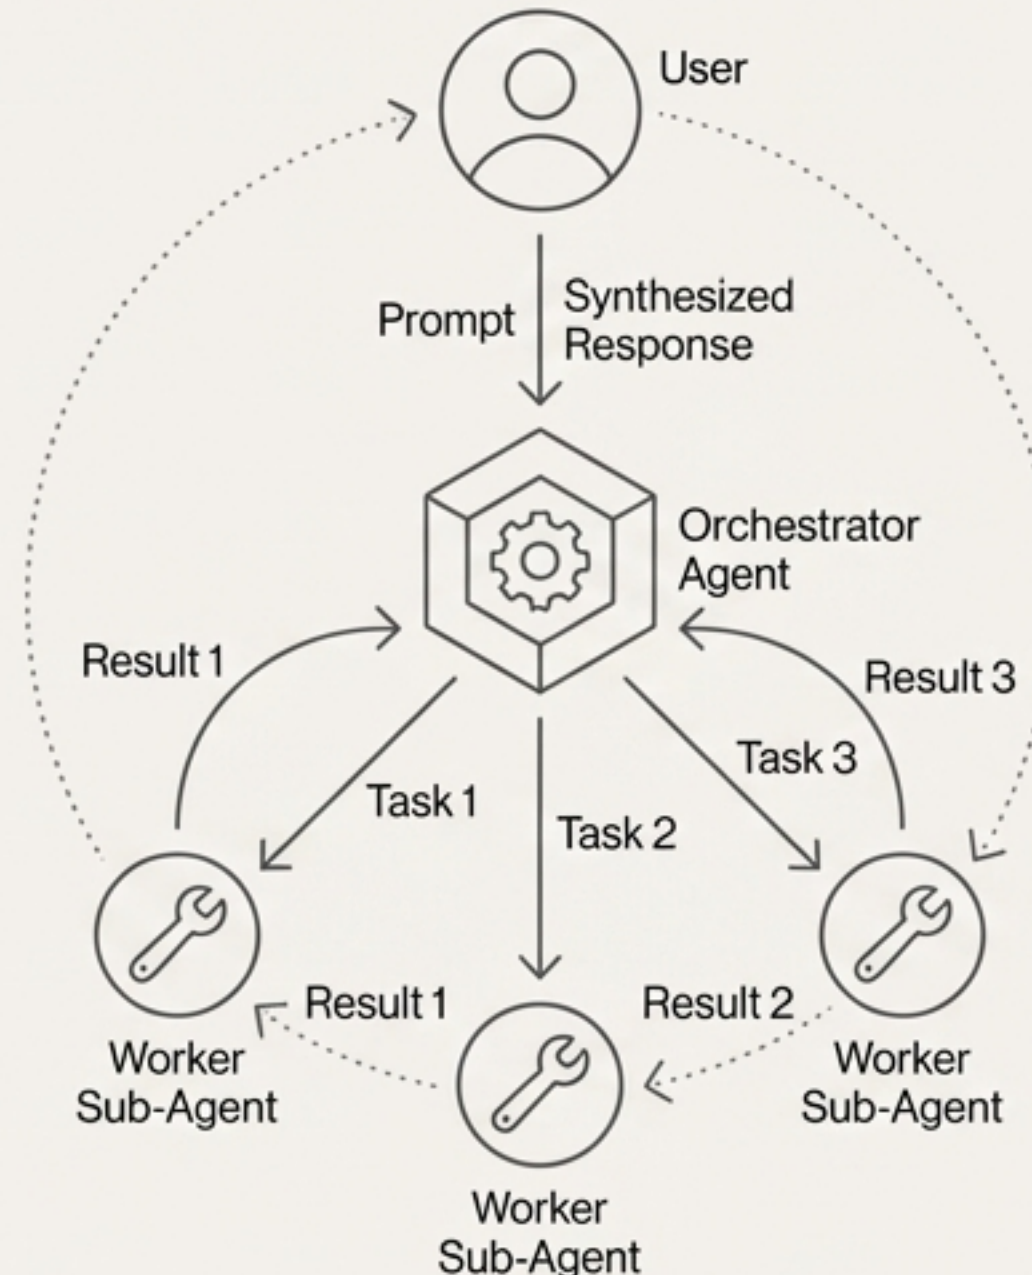 User
Prompt
Synthesized
Response
Orchestrator
Agent
Result 1
Result 3
Task 3
Task 1
Task 2
Result 1
Result 2
Worker
Sub-Agent
Worker
Sub-Agent
Worker
Sub-Agent